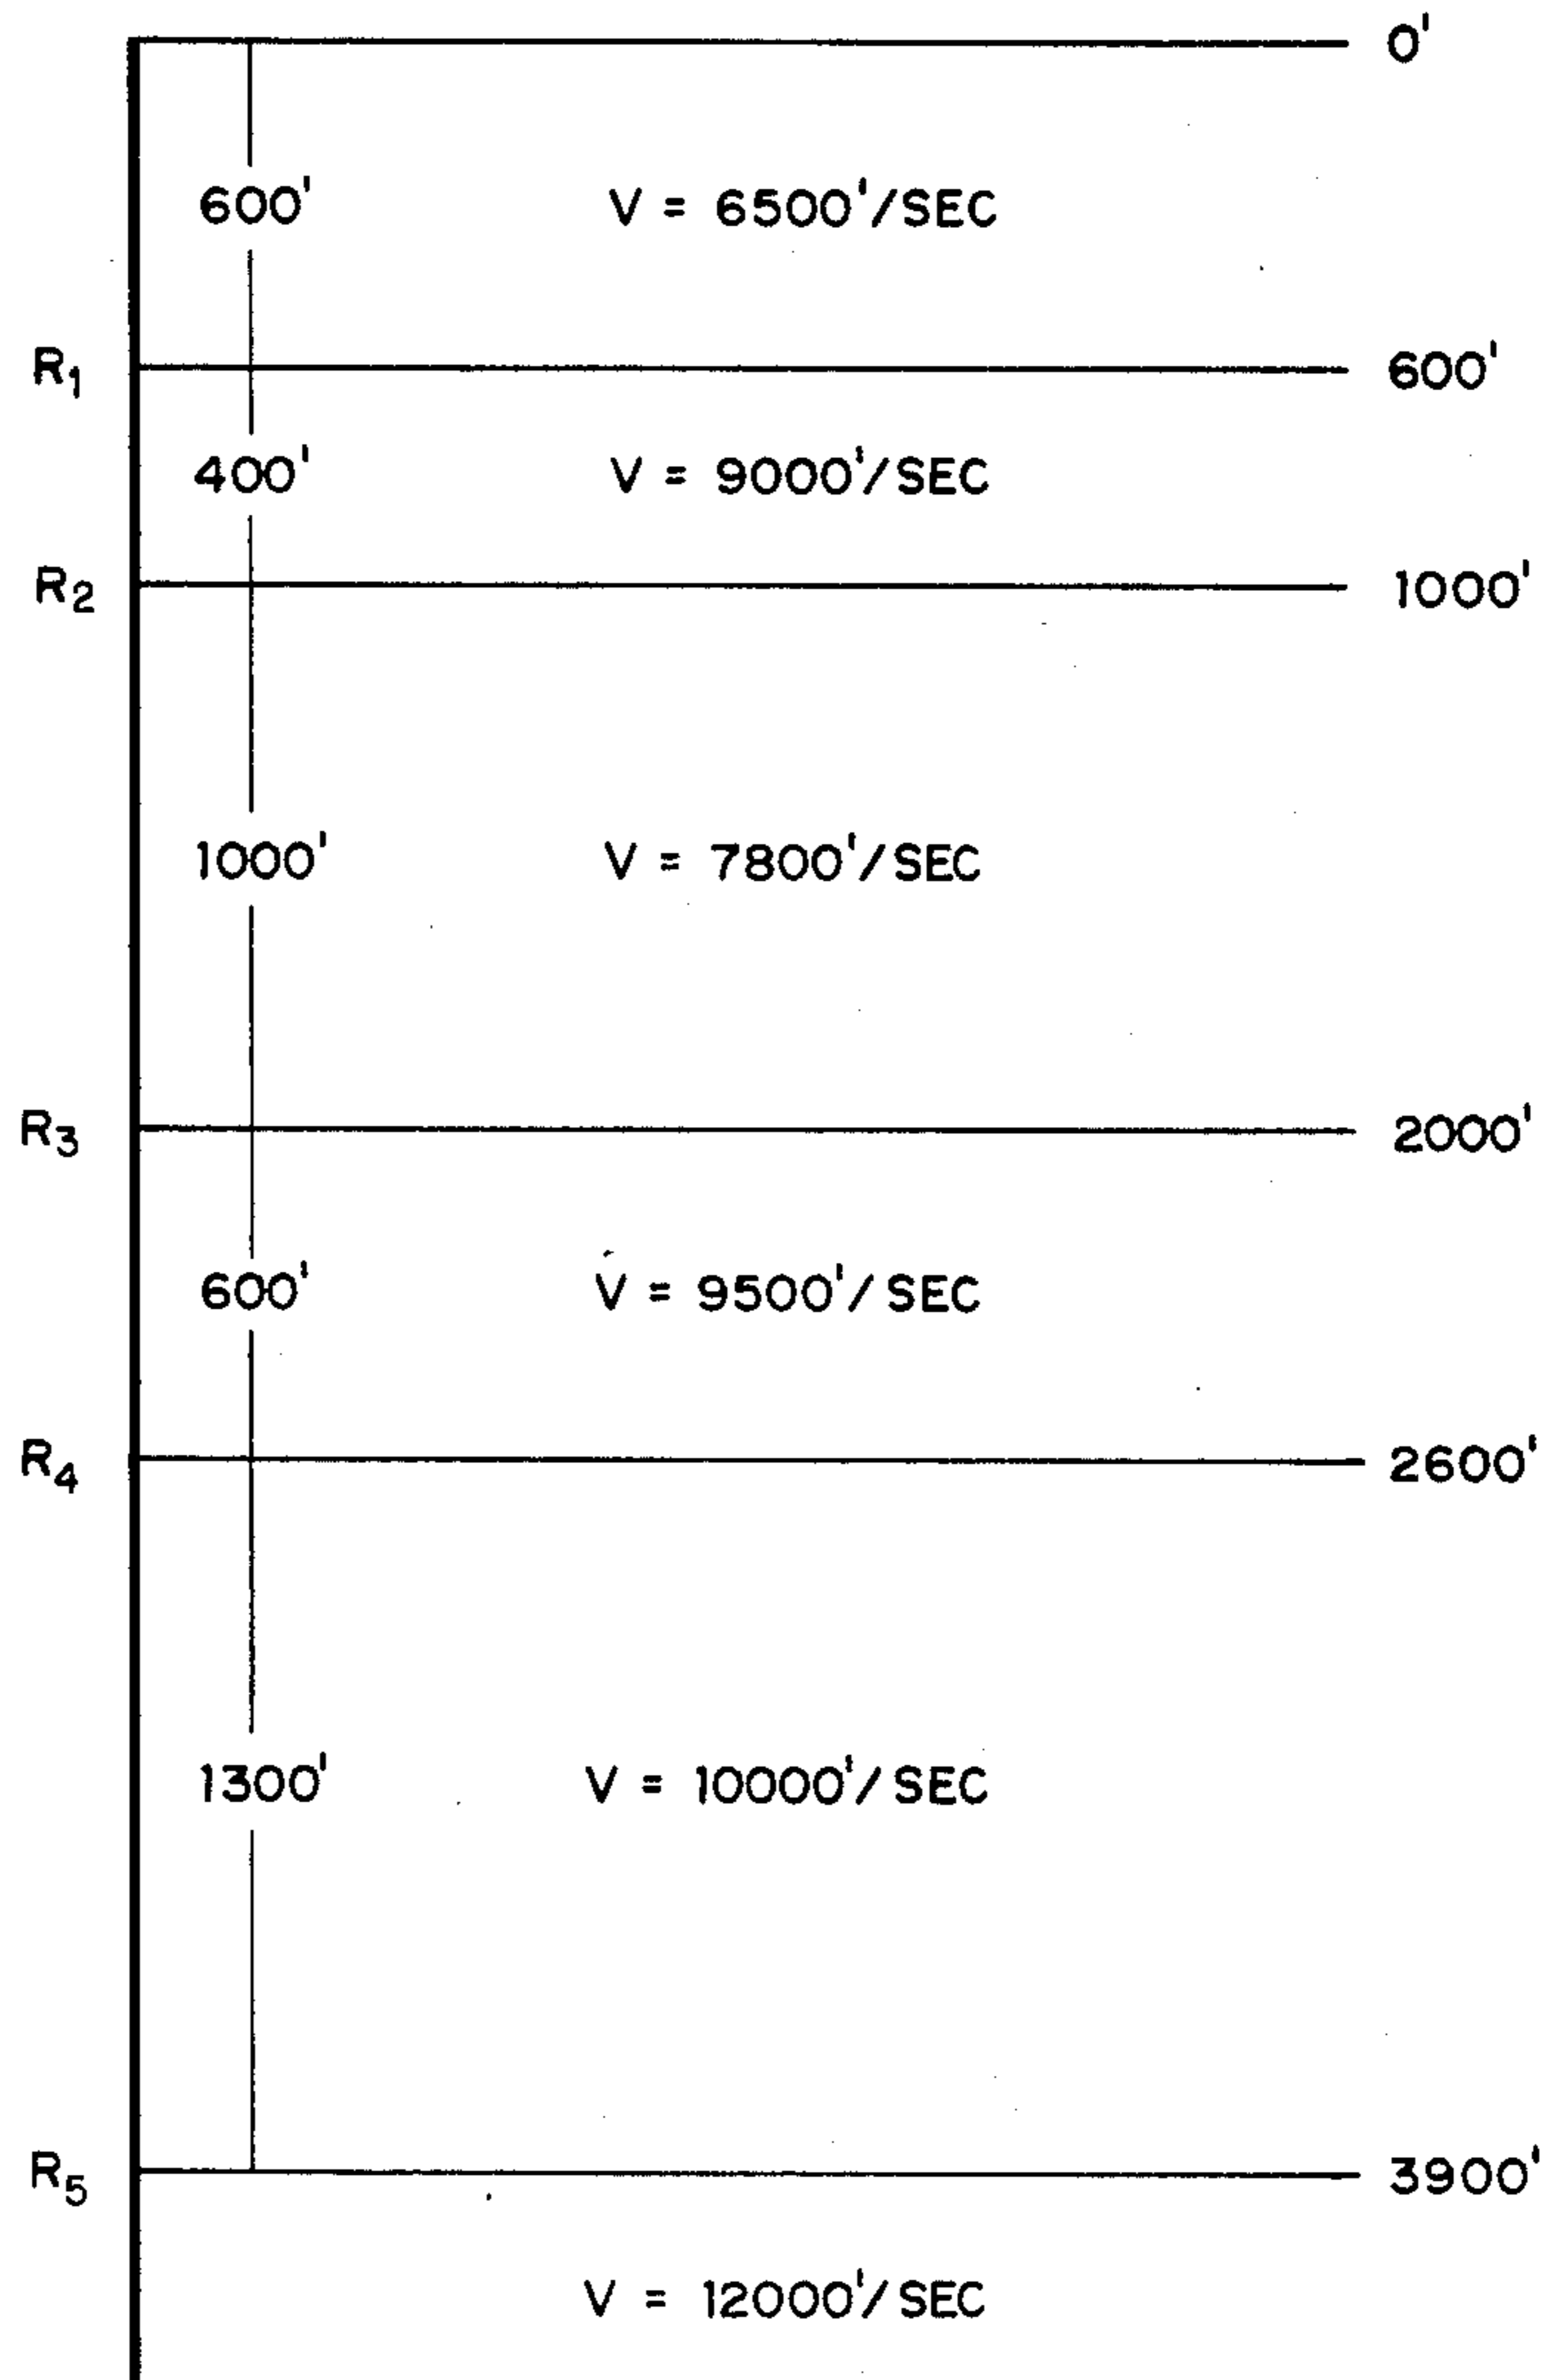 0'
600' V = 6500'/SEC
R1 600'
400' V = 9000'/SEC
R2 1000'
1000' V = 7800'/SEC
R3 2000'
600' V = 9500'/SEC
R4 2600'
1300' V = 10000'/SEC
R5 3900'
V = 12000'/SEC